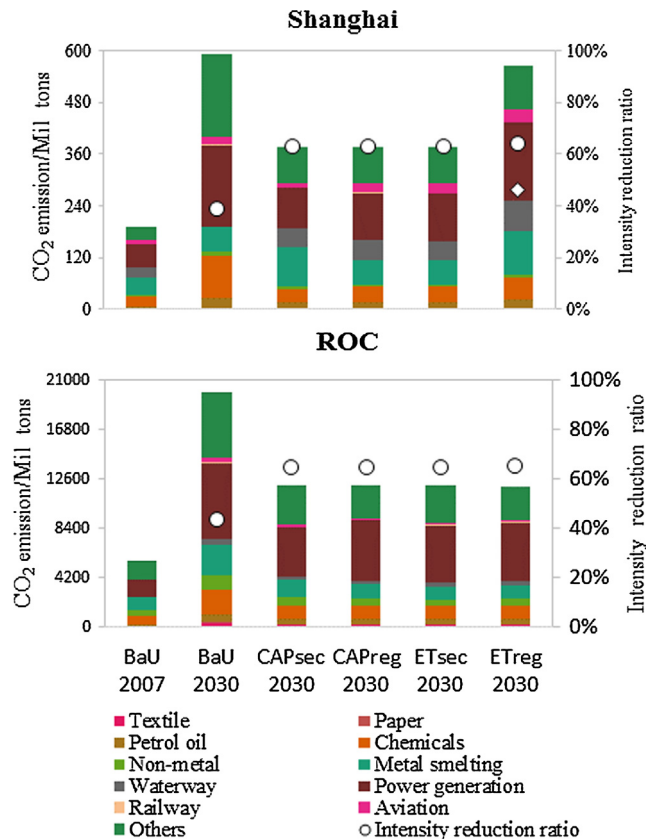 Shanghai
CO2 emission/Mil tons
600
480
360
240
120
0
100%
80%
60%
40%
20%
0%
Intensity reduction ratio
ROC
CO2 emission/Mil tons
21000
16800
12600
8400
4200
0
100%
80%
60%
40%
20%
0%
Intensity reduction ratio
BaU BaU CAPsec CAPreg ETsec ETreg
2007 2030 2030 2030 2030 2030
Textile Paper
Petrol oil Chemicals
Non-metal Metal smelting
Waterway Power generation
Railway Aviation
Others Intensity reduction ratio